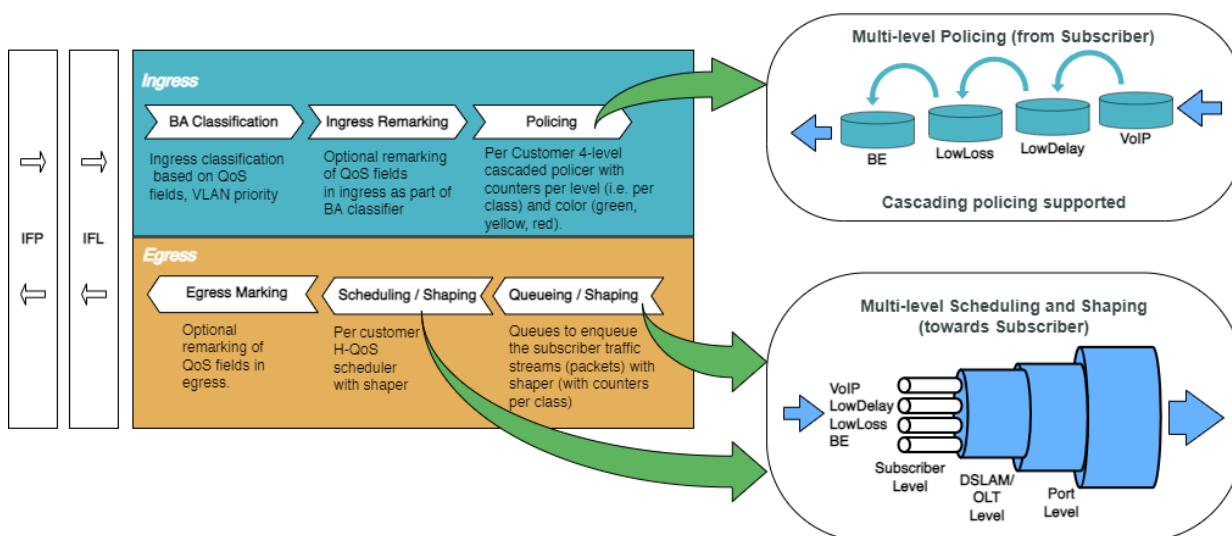 IFP
IFL
Ingress
BA Classification
Ingress classification
based on QoS
fields, VLAN priority
Ingress Remarking
Optional remarking
of QoS fields
in ingress as part of
BA classifier
Policing
Per Customer 4-level
cascaded policer with
counters per level (i.e. per
class) and color (green,
yellow, red).
Egress
Egress Marking
Optional
remarking of
QoS fields in
egress.
Scheduling / Shaping
Per customer
H-QoS
scheduler
with shaper
Queueing / Shaping
Queues to enqueue
the subscriber traffic
streams (packets) with
shaper (with counters
per class)
Multi-level Policing (from Subscriber)
BE
LowLoss
LowDelay
VoIP
Cascading policing supported
Multi-level Scheduling and Shaping
(towards Subscriber)
VoIP
LowDelay
LowLoss
BE
Subscriber
Level
DSLAM/
OLT
Level
Port
Level